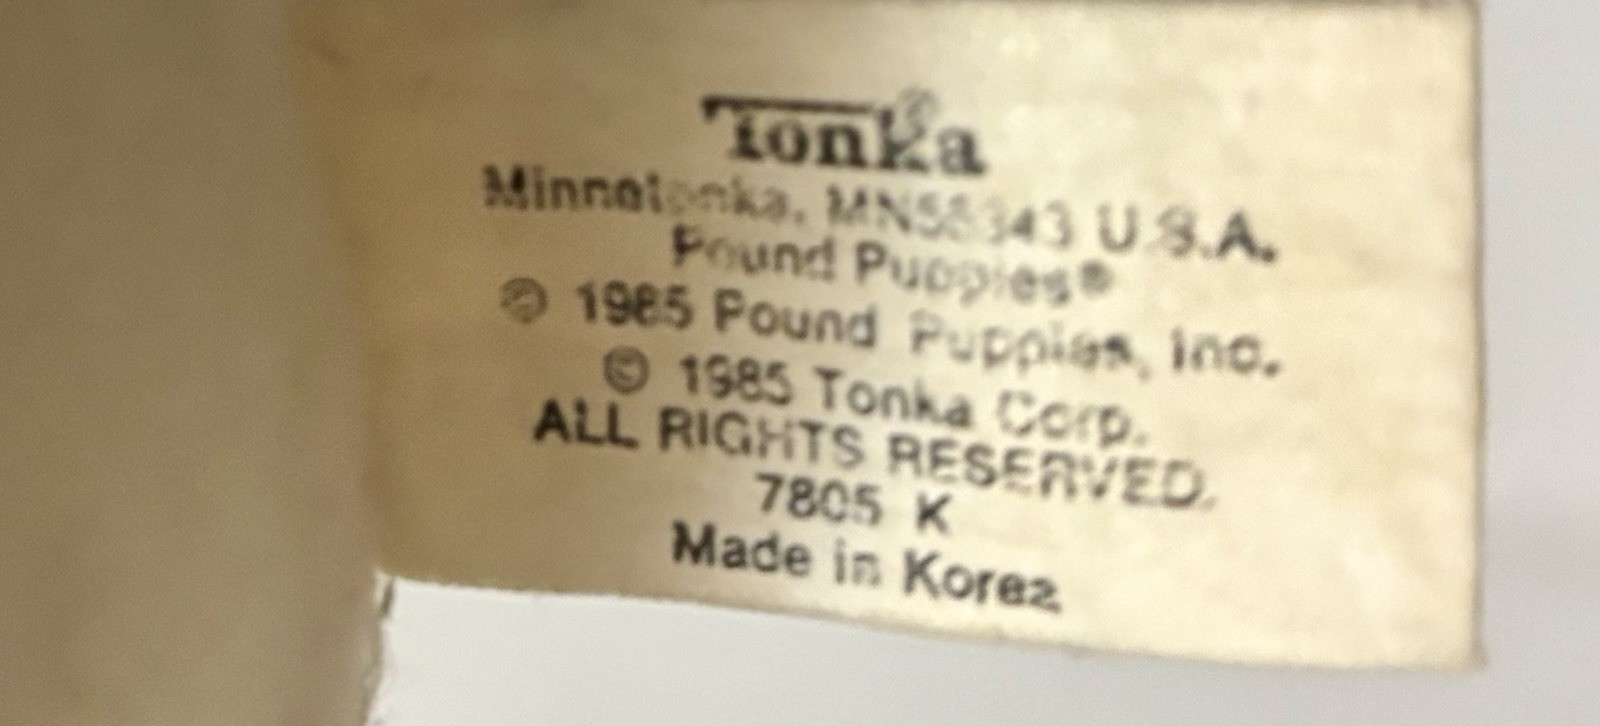 Tonka
Minnetonka, MN55343 U.S.A.
Pound Puppies®
© 1985 Pound Puppies, Inc.
© 1985 Tonka Corp.
ALL RIGHTS RESERVED.
7805 K
Made in Korea